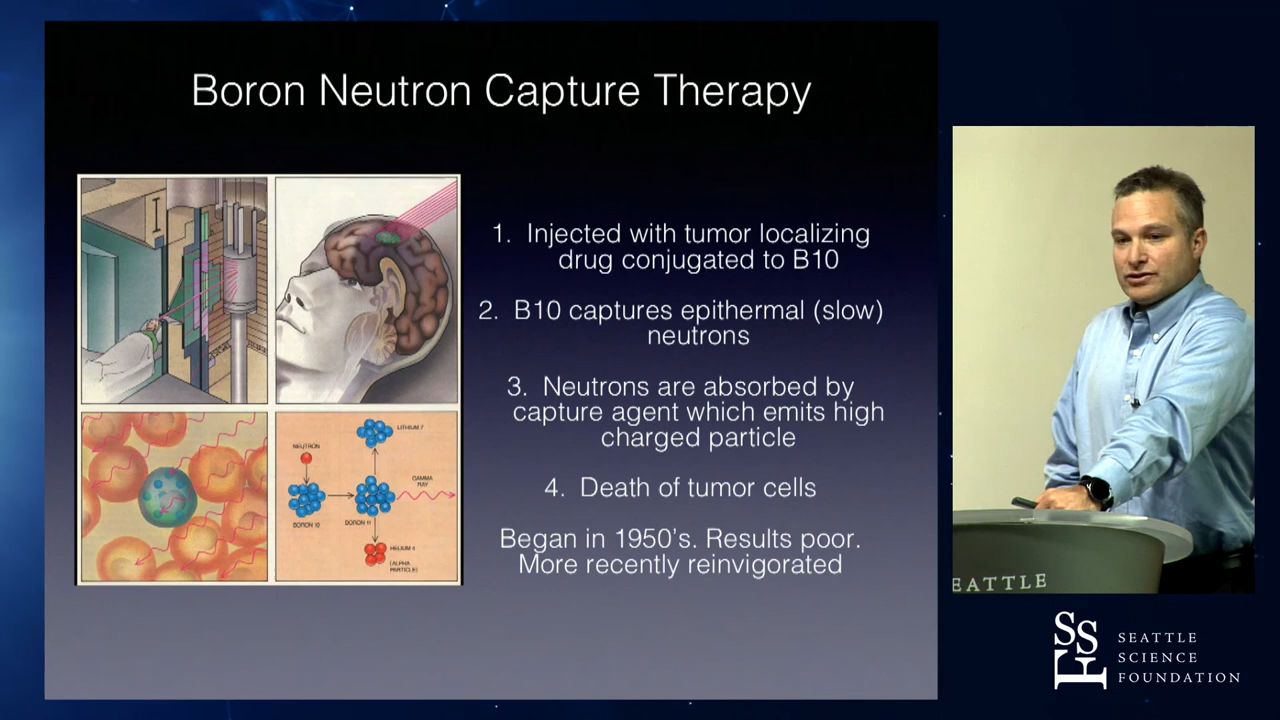 Boron Neutron Capture Therapy
1. Injected with tumor localizing
drug conjugated to B10
2. B10 captures epithermal (slow)
neutrons
3. Neutrons are absorbed by
capture agent which emits high
charged particle
4. Death of tumor cells
Began in 1950's. Results poor.
More recently reinvigorated
LITHIUM 7
NEUTRON
GAMMA
RAY
BORON 10
BORON 11
HELIUM 4
(ALPHA
PARTICLE)
EATTLE
SSF
SEATTLE
SCIENCE
FOUNDATION